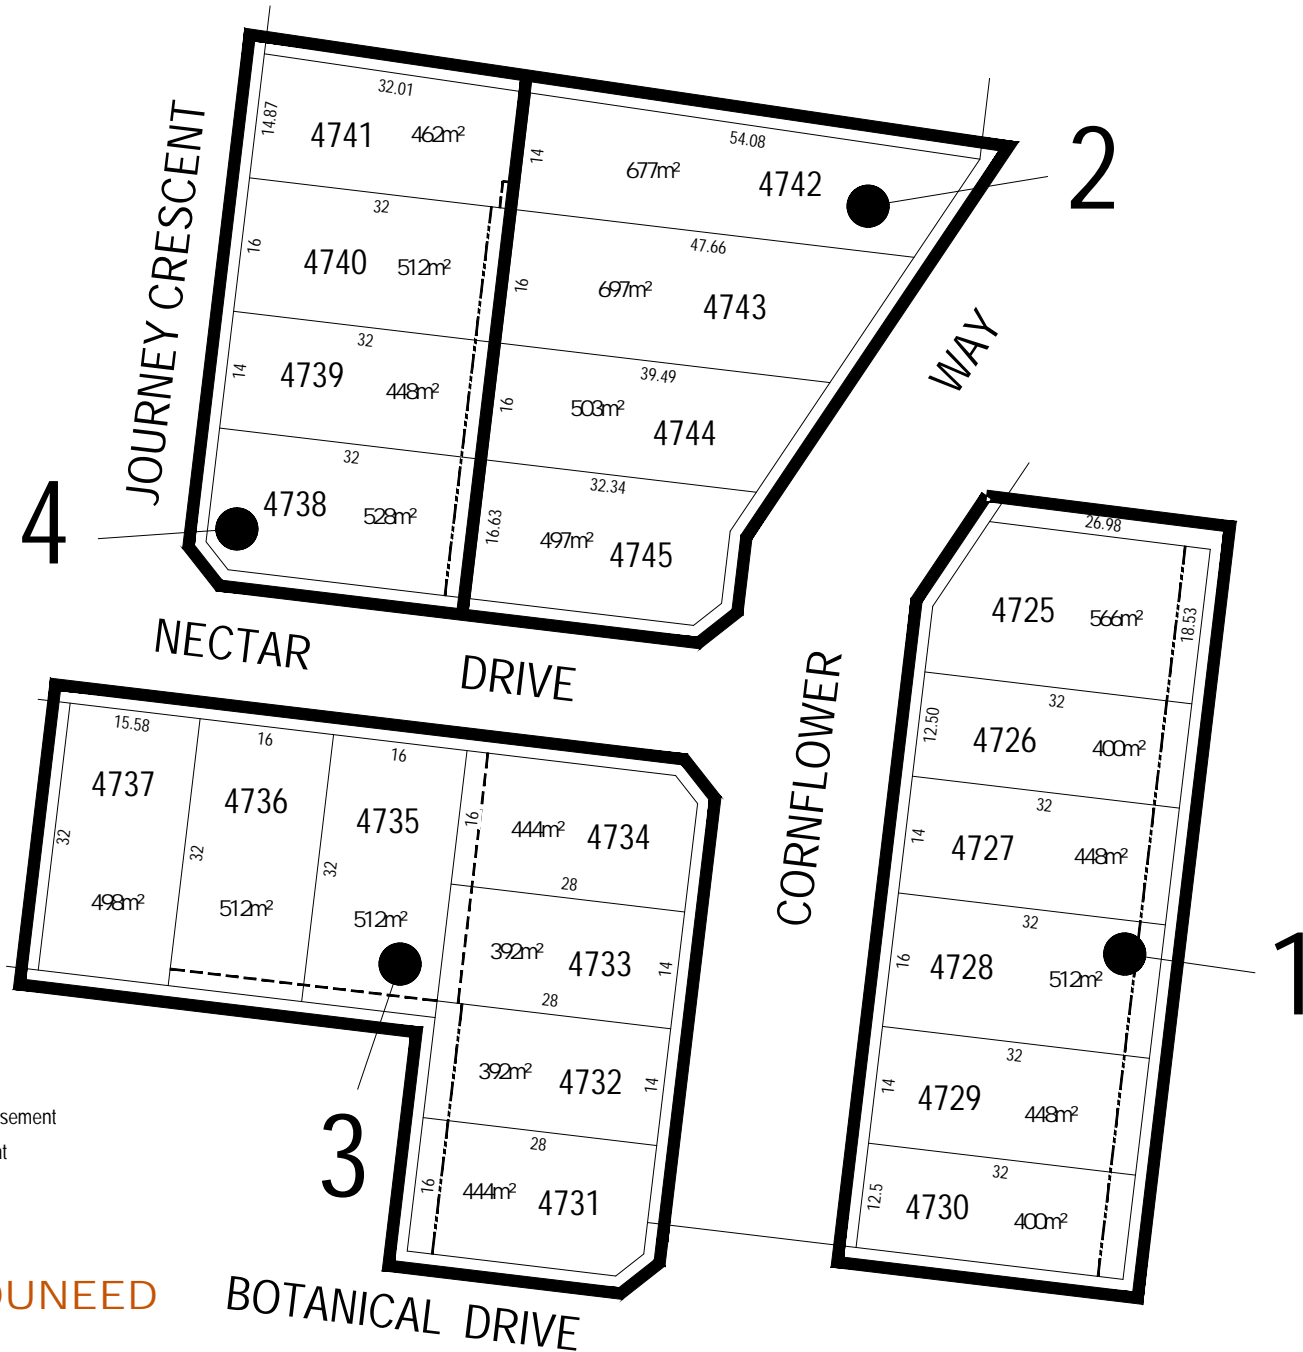 32.01
14.87
4741 462m²
54.08
14
677m² 4742
2
JOURNEY CRESCENT
32
16
4740 512m²
47.66
16
697m² 4743
WAY
32
14
4739 448m²
39.49
16
503m² 4744
32
4738 528m²
4
32.34
16.63
497m² 4745
NECTAR DRIVE
26.98
4725 566m²
18.53
CORNFLOWER
32
12.50
4726 400m²
32
14
4727 448m²
32
16
4728 512m²
1
32
14
4729 448m²
32
12.5
4730 400m²
15.58
4737
32
498m²
16
4736
32
512m²
16
4735
32
512m²
3
16
444m² 4734
28
392m² 4733
14
28
392m² 4732
14
28
16
444m² 4731
sement
nt
OUNEED
BOTANICAL DRIVE